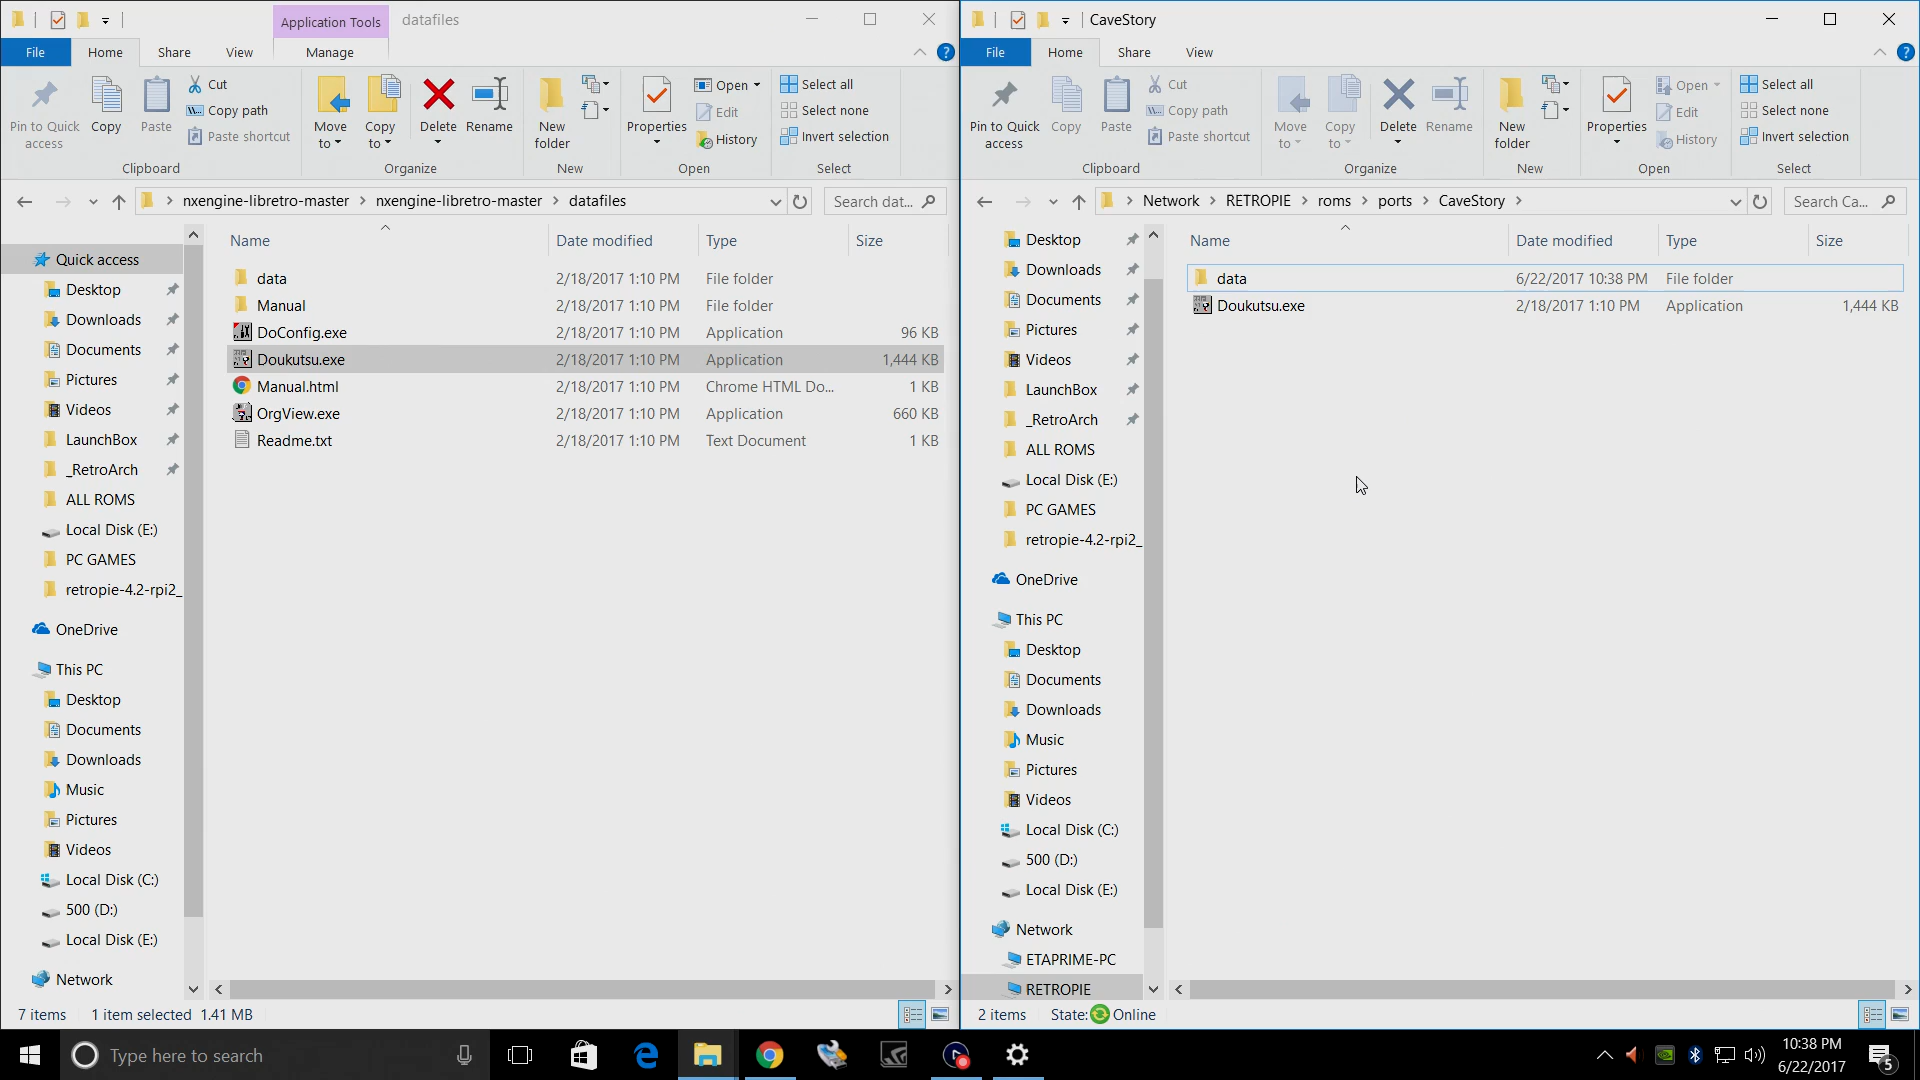 Application Tools
datafiles
File
Home
Share
View
Manage
Pin to Quick
access
Copy
Paste
Cut
Copy path
Paste shortcut
Clipboard
Move
to
Copy
to
Delete
Rename
Organize
New
folder
New
Properties
Open
Edit
History
Open
Select all
Select none
Invert selection
Select
nxengine-libretro-master
nxengine-libretro-master
datafiles
Search dat...
Name
Date modified
Type
Size
data 2/18/2017 1:10 PM File folder
Manual 2/18/2017 1:10 PM File folder
DoConfig.exe 2/18/2017 1:10 PM Application 96 KB
Doukutsu.exe 2/18/2017 1:10 PM Application 1,444 KB
Manual.html 2/18/2017 1:10 PM Chrome HTML Do... 1 KB
OrgView.exe 2/18/2017 1:10 PM Application 660 KB
Readme.txt 2/18/2017 1:10 PM Text Document 1 KB
Quick access
Desktop
Downloads
Documents
Pictures
Videos
LaunchBox
_RetroArch
ALL ROMS
Local Disk (E:)
PC GAMES
retropie-4.2-rpi2_
OneDrive
This PC
Desktop
Documents
Downloads
Music
Pictures
Videos
Local Disk (C:)
500 (D:)
Local Disk (E:)
Network
7 items 1 item selected 1.41 MB
CaveStory
File
Home
Share
View
Pin to Quick
access
Copy
Paste
Cut
Copy path
Paste shortcut
Clipboard
Move
to
Copy
to
Delete
Rename
Organize
New
folder
New
Properties
Open
Edit
History
Open
Select all
Select none
Invert selection
Select
Network
RETROPIE
roms
ports
CaveStory
Search Ca...
Name
Date modified
Type
Size
data 6/22/2017 10:38 PM File folder
Doukutsu.exe 2/18/2017 1:10 PM Application 1,444 KB
Desktop
Downloads
Documents
Pictures
Videos
LaunchBox
_RetroArch
ALL ROMS
Local Disk (E:)
PC GAMES
retropie-4.2-rpi2_
OneDrive
This PC
Desktop
Documents
Downloads
Music
Pictures
Videos
Local Disk (C:)
500 (D:)
Local Disk (E:)
Network
ETAPRIME-PC
RETROPIE
2 items State: Online
Type here to search
10:38 PM
6/22/2017
5